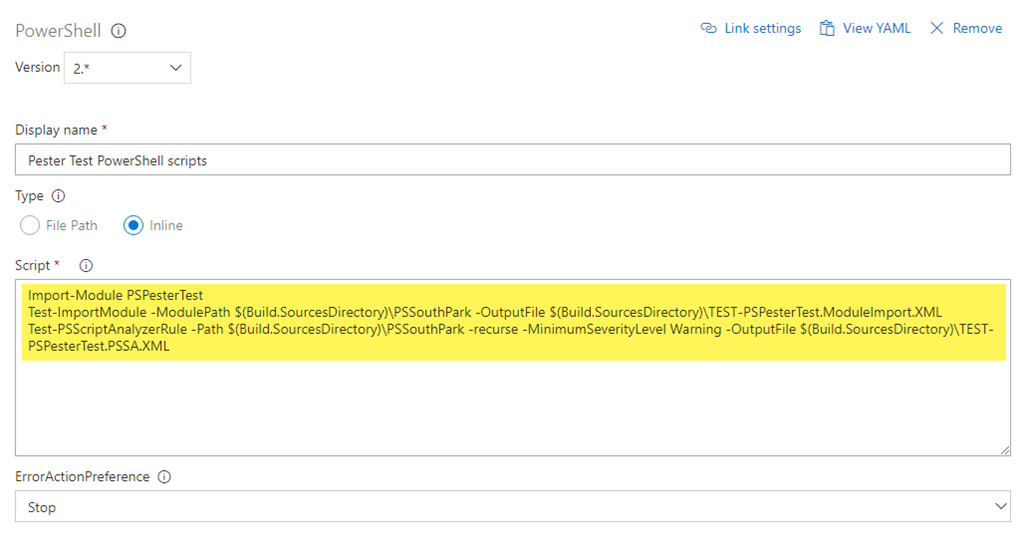 PowerShell
Link settings
View YAML
Remove
Version
2.*
Display name *
Pester Test PowerShell scripts
Type
File Path
Inline
Script *
Import-Module PSPesterTest
Test-ImportModule -ModulePath $(Build.SourcesDirectory)\PSSouthPark -OutputFile $(Build.SourcesDirectory)\TEST-PSPesterTest.ModuleImport.XML
Test-PSScriptAnalyzerRule -Path $(Build.SourcesDirectory)\PSSouthPark -recurse -MinimumSeverityLevel Warning -OutputFile $(Build.SourcesDirectory)\TEST-
PSPesterTest.PSSA.XML
ErrorActionPreference
Stop